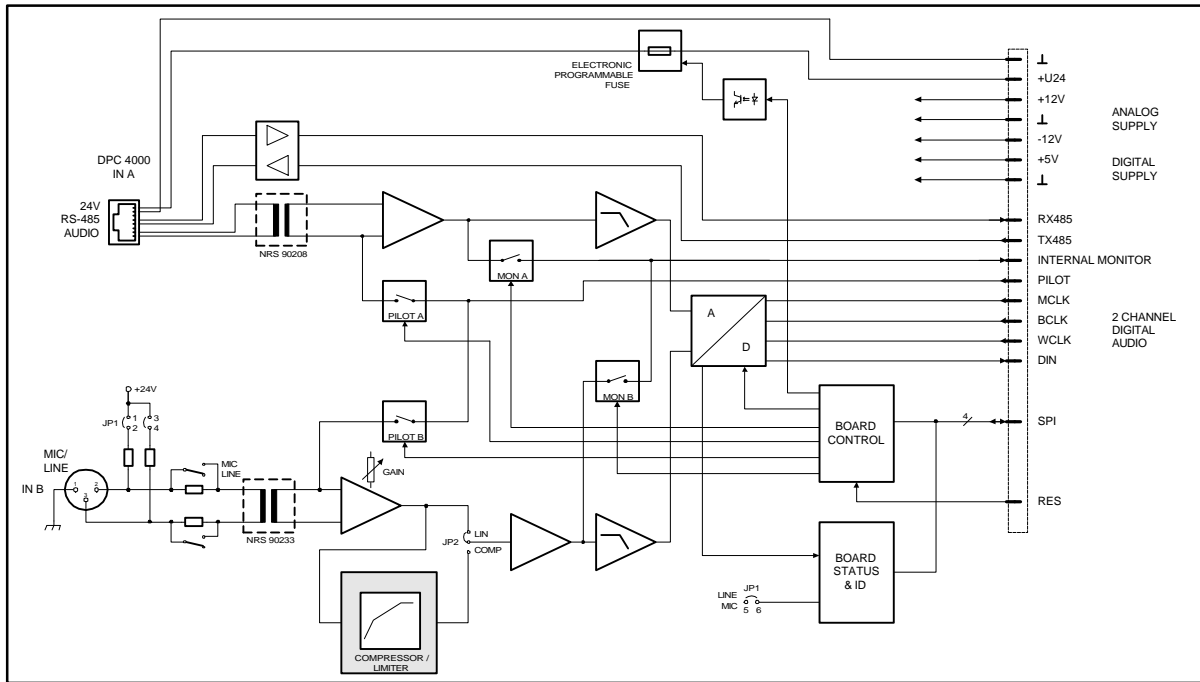 ELECTRONIC
PROGRAMMABLE
FUSE
⊥
+U24
+12V
⊥
-12V
+5V
⊥
ANALOG
SUPPLY
DIGITAL
SUPPLY
DPC 4000
IN A
24V
RS-485
AUDIO
NRS 90208
MON A
PILOT A
RX485
TX485
INTERNAL MONITOR
PILOT
MCLK
BCLK
WCLK
DIN
2 CHANNEL
DIGITAL
AUDIO
A
D
MON B
PILOT B
BOARD
CONTROL
4
SPI
RES
+24V
JP1
1
2
3
4
MIC/
LINE
IN B
1
2
3
MIC
LINE
NRS 90233
GAIN
JP2
LIN
COMP
COMPRESSOR /
LIMITER
BOARD
STATUS
& ID
JP1
LINE
MIC
5 6